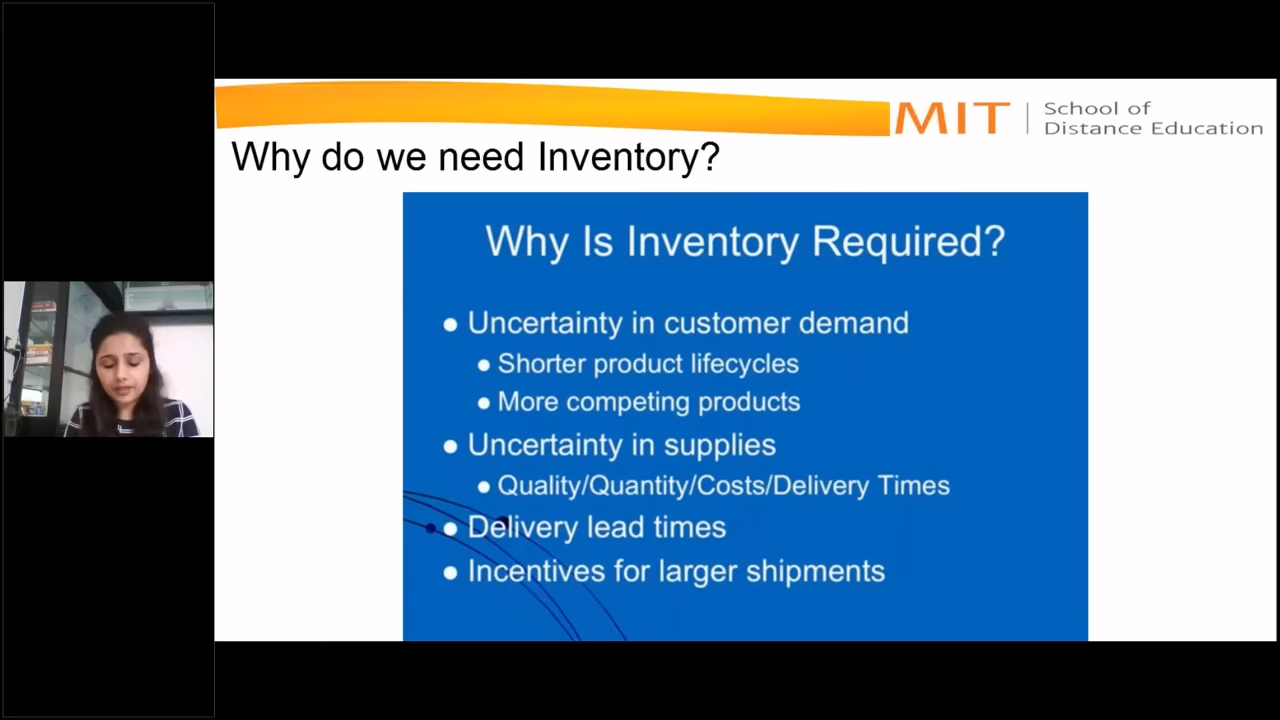 MIT | School of
Distance Education
Why do we need Inventory?
Why Is Inventory Required?
● Uncertainty in customer demand
● Shorter product lifecycles
● More competing products
● Uncertainty in supplies
● Quality/Quantity/Costs/Delivery Times
● Delivery lead times
● Incentives for larger shipments